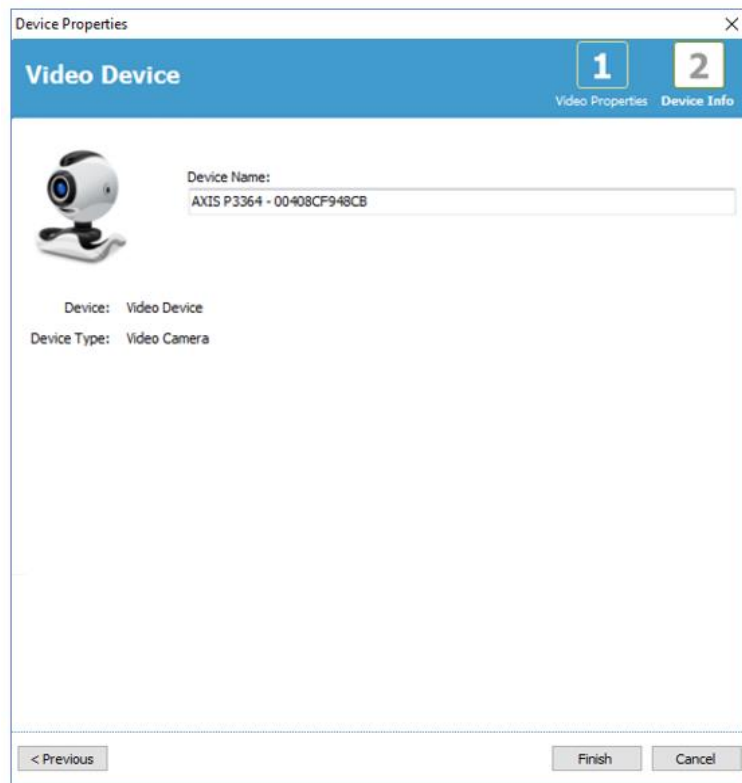 Device Properties
Video Device
1
2
Video Properties
Device Info
Device Name:
AXIS P3364 - 00408CF948CB
Device: Video Device
Device Type: Video Camera
< Previous
Finish
Cancel